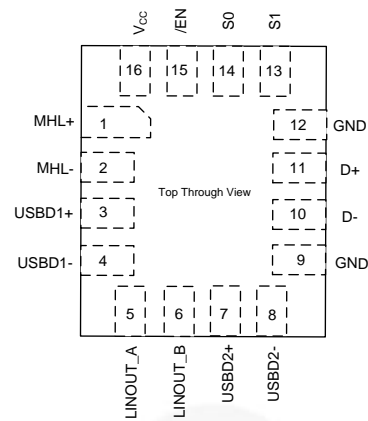 VCC
/EN
S0
S1
16
15
14
13
MHL+
1
12
GND
MHL-
2
11
D+
Top Through View
USBD1+
3
10
D-
USBD1-
4
9
GND
5
6
7
8
LINOUT_A
LINOUT_B
USBD2+
USBD2-